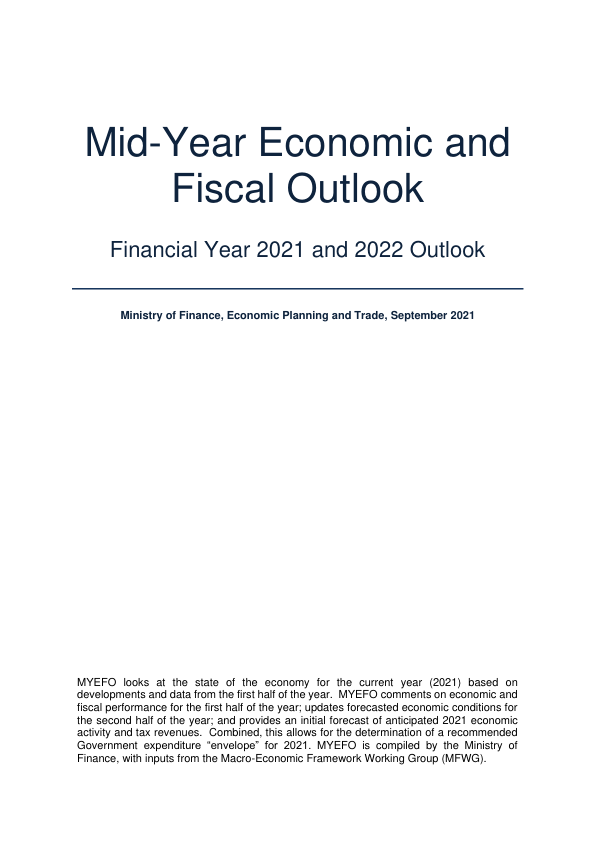 Mid-Year Economic and
Fiscal Outlook
Financial Year 2021 and 2022 Outlook
Ministry of Finance, Economic Planning and Trade, September 2021
MYEFO looks at the state of the economy for the current year (2021) based on
developments and data from the first half of the year.  MYEFO comments on economic and
fiscal performance for the first half of the year; updates forecasted economic conditions for
the second half of the year; and provides an initial forecast of anticipated 2021 economic
activity and tax revenues.  Combined, this allows for the determination of a recommended
Government expenditure “envelope” for 2021. MYEFO is compiled by the Ministry of
Finance, with inputs from the Macro-Economic Framework Working Group (MFWG).